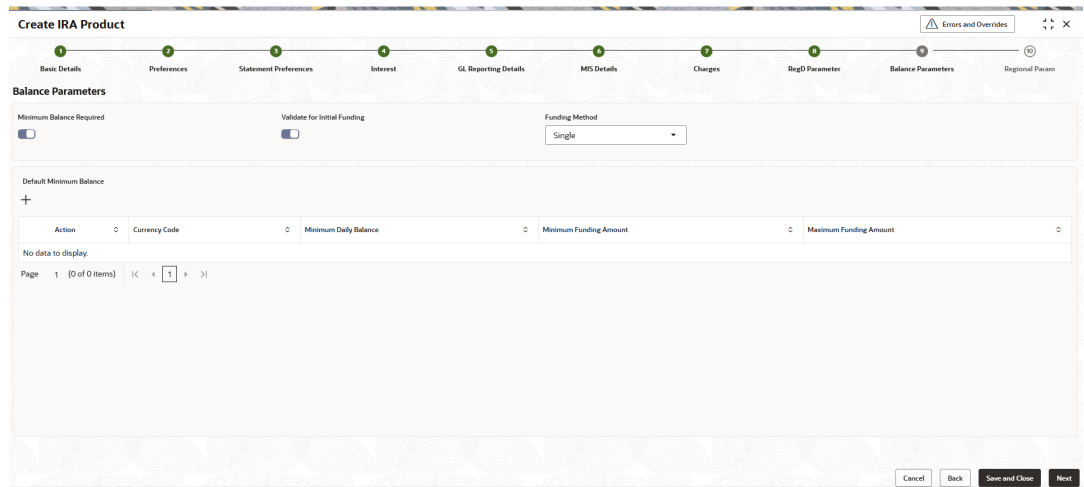 Create IRA Product
Errors and Overrides
1 2 3 4 5 6 7 8 9 10
Basic Details Preferences Statement Preferences Interest GL Reporting Details MIS Details Charges RegD Parameter Balance Parameters Regional Param
Balance Parameters
Minimum Balance Required Validate for Initial Funding Funding Method
Single
Default Minimum Balance
Action Currency Code Minimum Daily Balance Minimum Funding Amount Maximum Funding Amount
No data to display.
Page 1 (0 of 0 items) 1
Cancel Back Save and Close Next